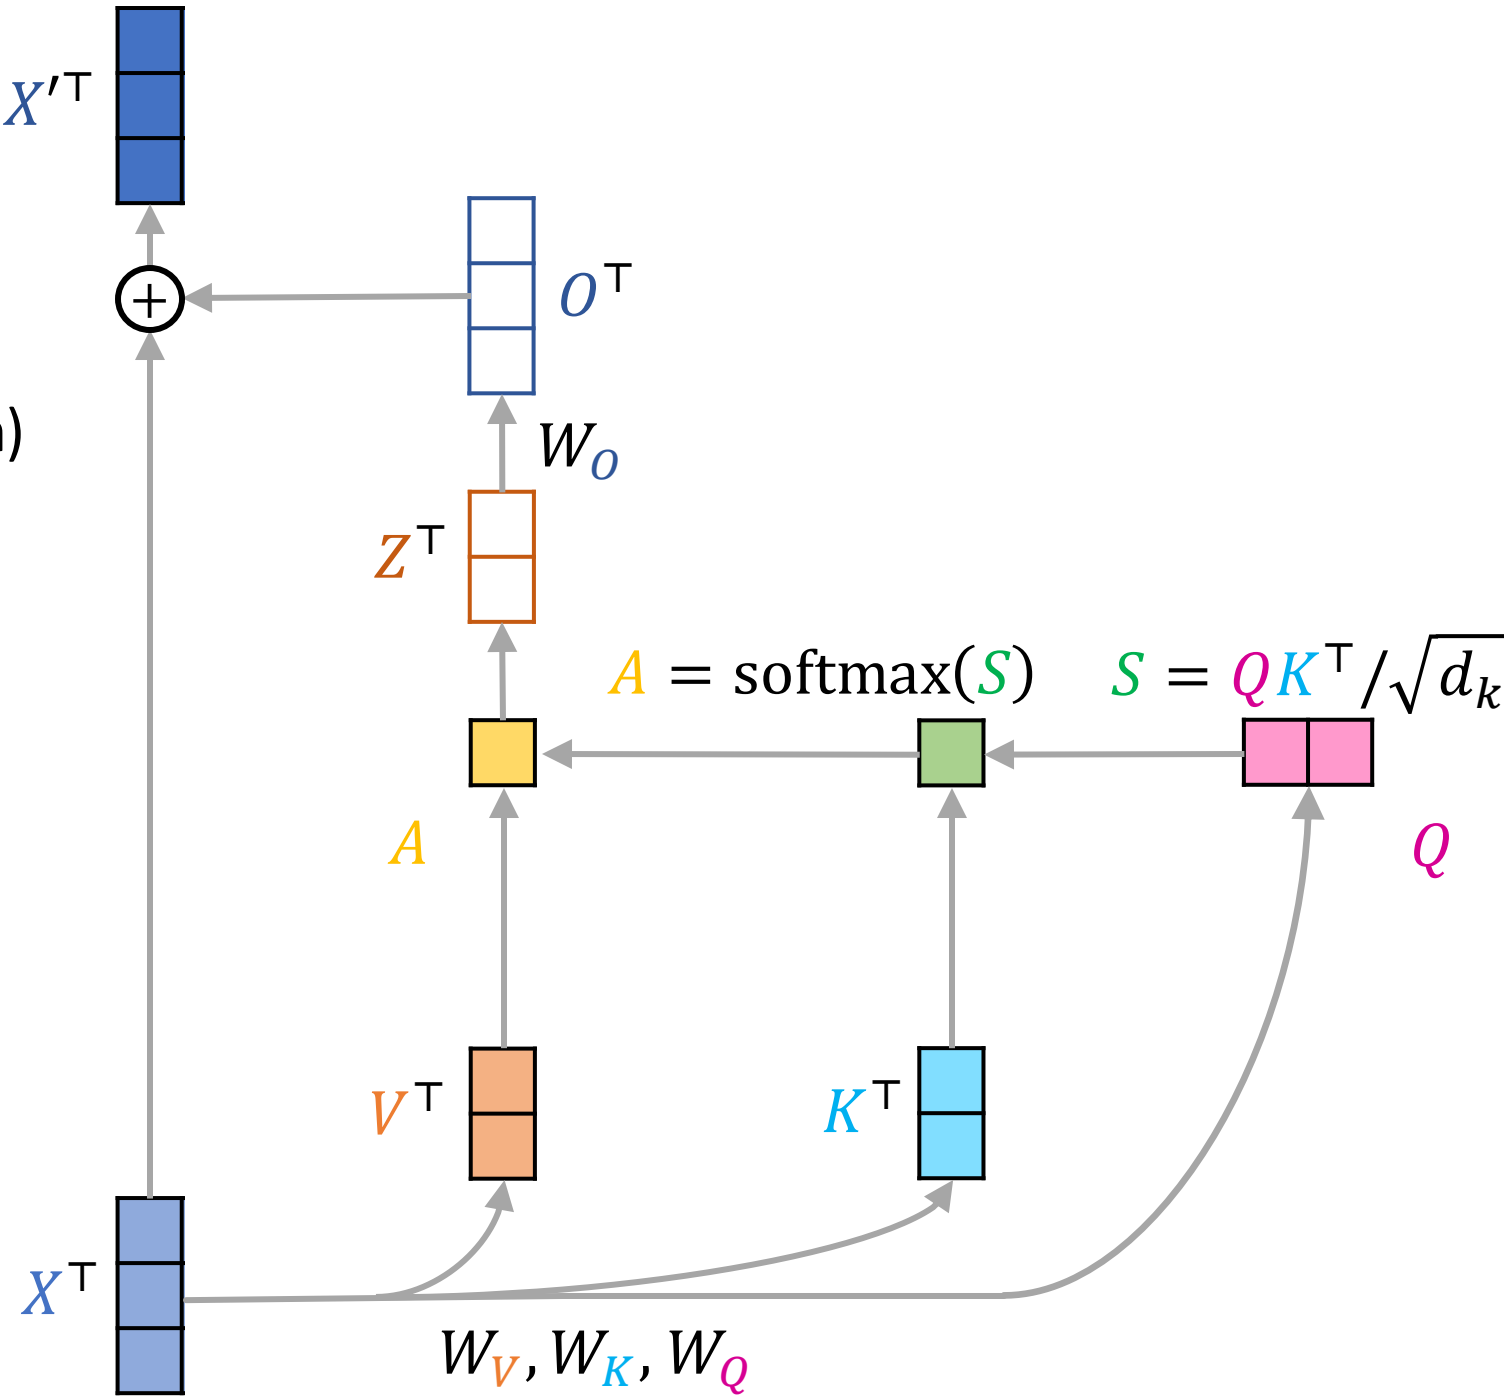 X′⊤
+
O⊤
)
W_O
Z⊤
A = softmax(S)
S = QK⊤/√d_k
A
Q
V⊤
K⊤
X⊤
W_V, W_K, W_Q